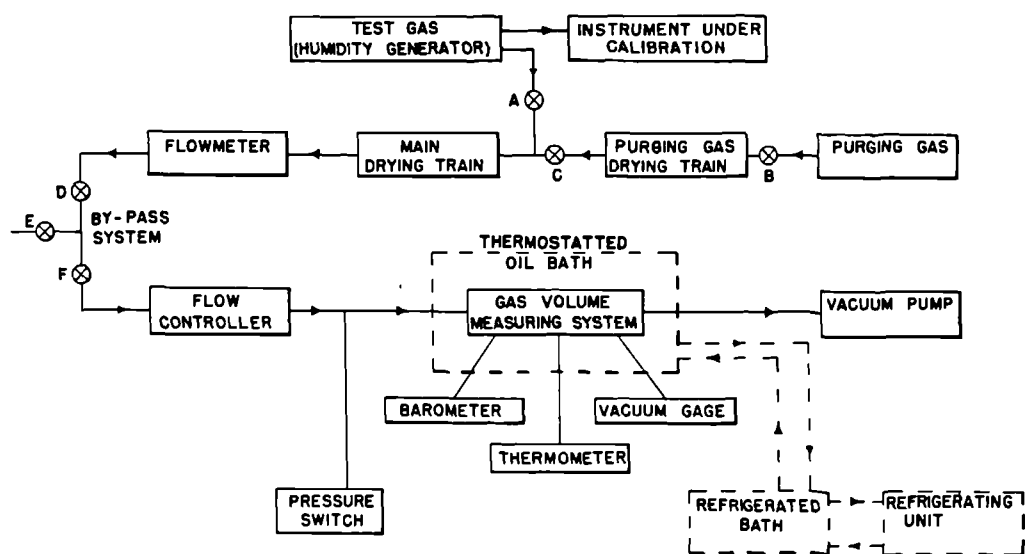 TEST GAS
(HUMIDITY GENERATOR)
INSTRUMENT UNDER
CALIBRATION
A
FLOWMETER
MAIN
DRYING TRAIN
C
PURGING GAS
DRYING TRAIN
B
PURGING GAS
D
E
BY-PASS
SYSTEM
F
THERMOSTATTED
OIL BATH
FLOW
CONTROLLER
GAS VOLUME
MEASURING SYSTEM
VACUUM PUMP
BAROMETER
VACUUM GAGE
THERMOMETER
PRESSURE
SWITCH
REFRIGERATED
BATH
REFRIGERATING
UNIT